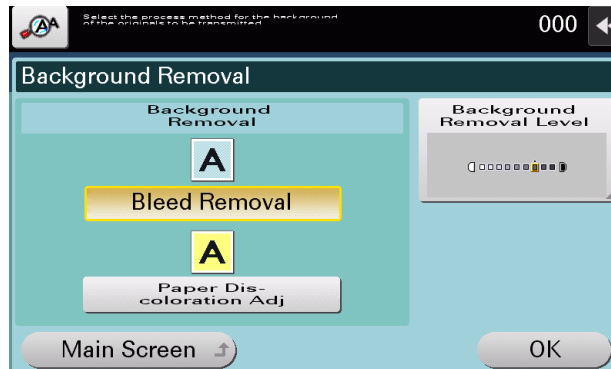 Select the process method for the background
of the originals to be transmitted
000
Background Removal
Background
Removal
Background
Removal Level
A
Bleed Removal
A
Paper Dis-
coloration Adj
Main Screen
OK